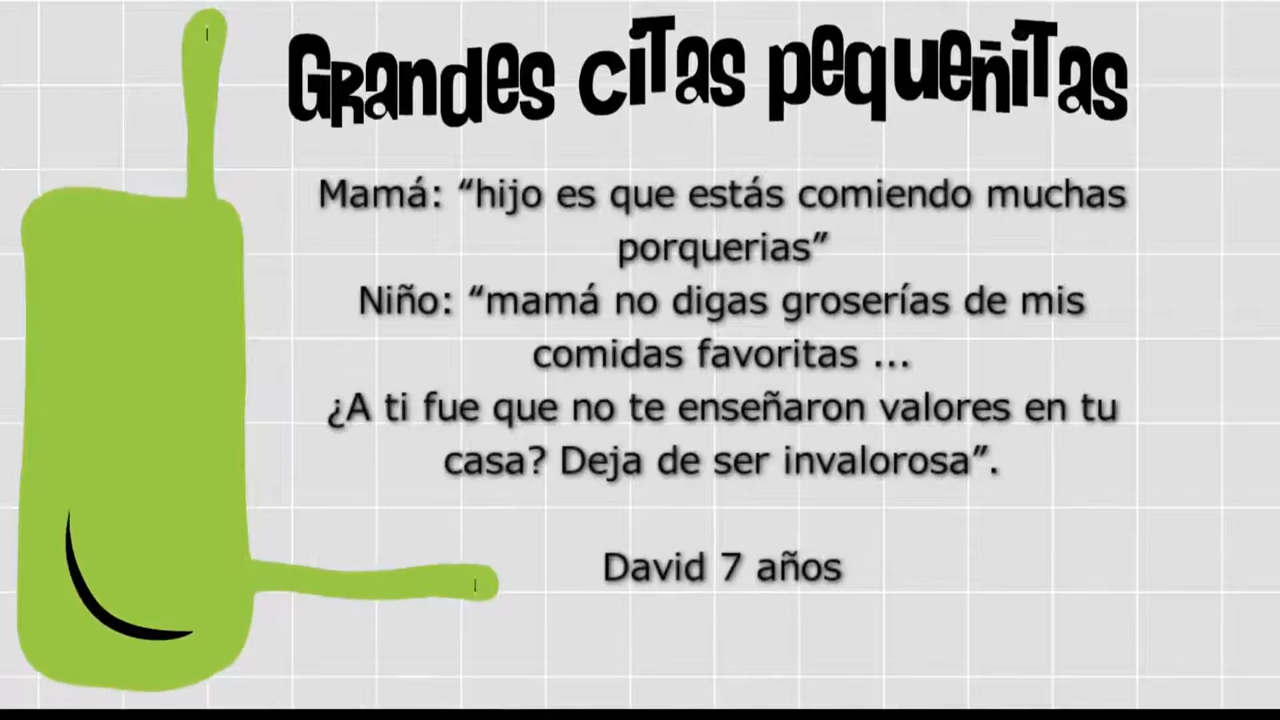 Grandes citas pequeñitas
Mamá: “hijo es que estás comiendo muchas
porquerias”
Niño: “mamá no digas groserías de mis
comidas favoritas ...
¿A ti fue que no te enseñaron valores en tu
casa? Deja de ser invalorosa”.
David 7 años